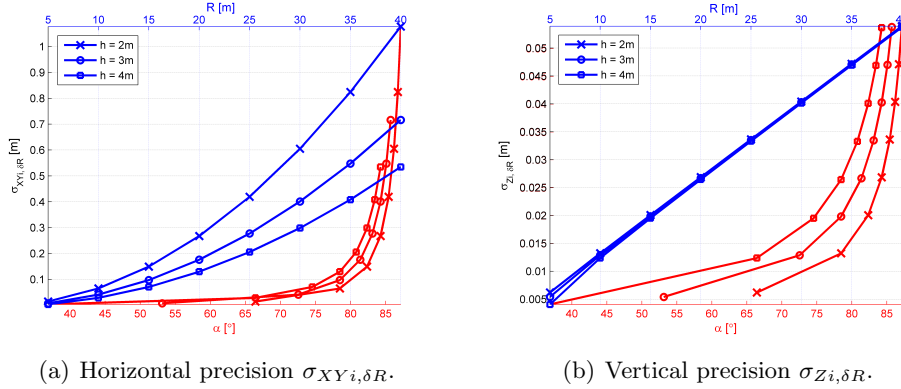 R [m]
5 10 15 20 25 30 35 40
1
0.9
0.8
0.7
0.6
0.5
0.4
0.3
0.2
0.1
σXYi, δR [m]
h = 2m
h = 3m
h = 4m
40 45 50 55 60 65 70 75 80 85
α [°]
(a) Horizontal precision σXYi,δR.
R [m]
5 10 15 20 25 30 35 40
0.05
0.045
0.04
0.035
0.03
0.025
0.02
0.015
0.01
0.005
σZi, δR [m]
h = 2m
h = 3m
h = 4m
40 45 50 55 60 65 70 75 80 85
α [°]
(b) Vertical precision σZi,δR.